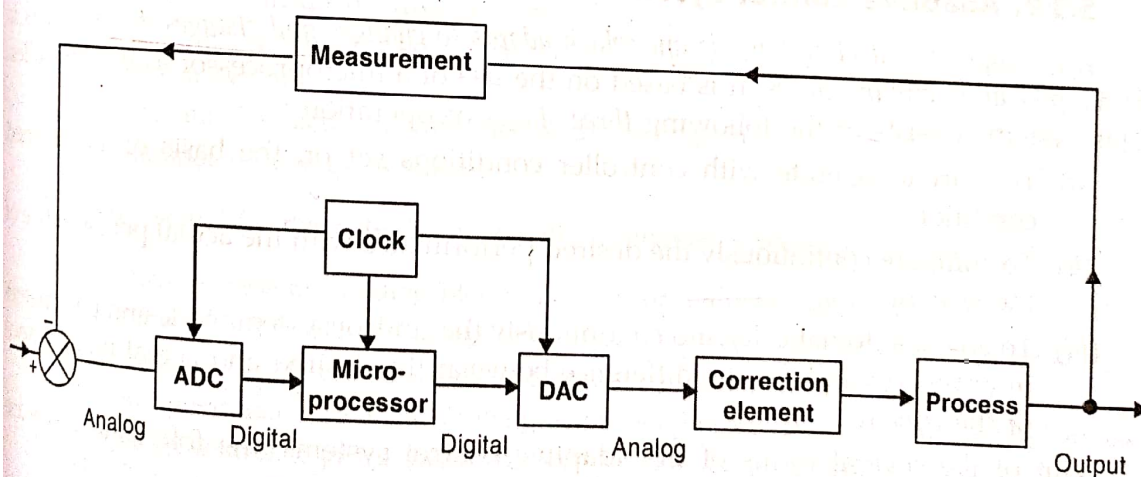 Measurement
Clock
-
+
ADC
Micro-
processor
DAC
Correction
element
Process
Analog
Digital
Digital
Analog
Output